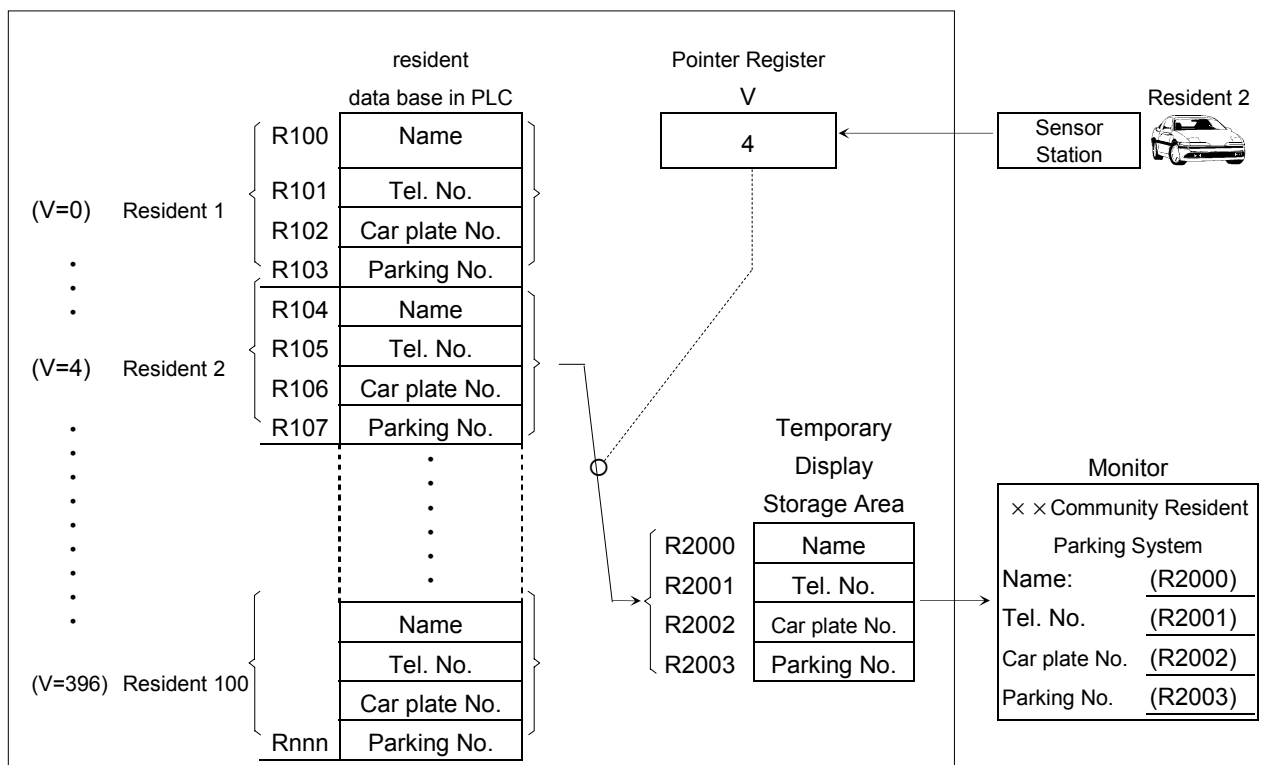 resident
data base in PLC
Pointer Register
V
4
Sensor
Station
Resident 2
(V=0) Resident 1
R100 Name
R101 Tel. No.
R102 Car plate No.
R103 Parking No.
(V=4) Resident 2
R104 Name
R105 Tel. No.
R106 Car plate No.
R107 Parking No.
(V=396) Resident 100
Name
Tel. No.
Car plate No.
Rnnn Parking No.
Temporary
Display
Storage Area
R2000 Name
R2001 Tel. No.
R2002 Car plate No.
R2003 Parking No.
Monitor
××Community Resident
Parking System
Name: (R2000)
Tel. No. (R2001)
Car plate No. (R2002)
Parking No. (R2003)